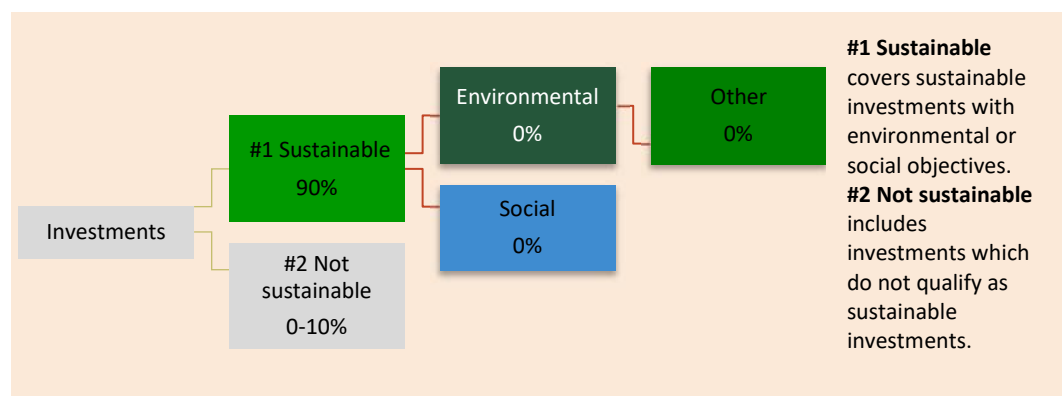 Investments
#1 Sustainable
90%
#2 Not
sustainable
0-10%
Environmental
0%
Social
0%
Other
0%
#1 Sustainable
covers sustainable
investments with
environmental or
social objectives.
#2 Not sustainable
includes
investments which
do not qualify as
sustainable
investments.